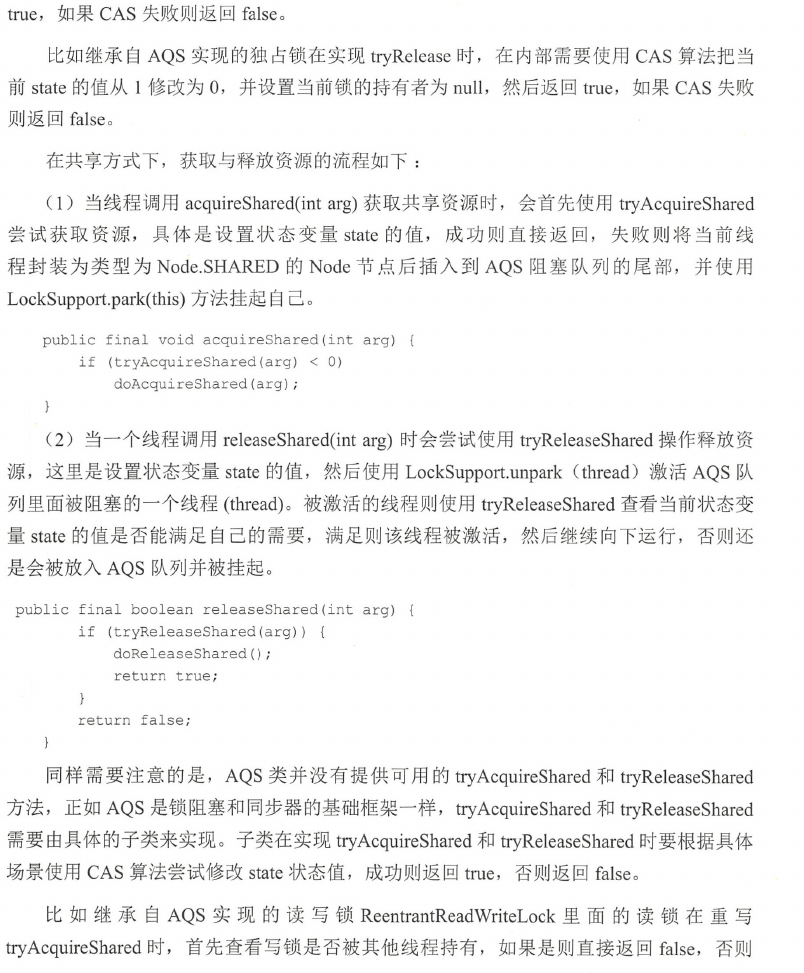 true，如果 CAS 失败则返回 false。
比如继承自 AQS 实现的独占锁在实现 tryRelease 时，在内部需要使用 CAS 算法把当
前 state 的值从 1 修改为 0，并设置当前锁的持有者为 null，然后返回 true，如果 CAS 失败
则返回 false。
在共享方式下，获取与释放资源的流程如下：
（1）当线程调用 acquireShared(int arg) 获取共享资源时，会首先使用 tryAcquireShared
尝试获取资源，具体是设置状态变量 state 的值，成功则直接返回，失败则将当前线
程封装为类型为 Node.SHARED 的 Node 节点后插入到 AQS 阻塞队列的尾部，并使用
LockSupport.park(this) 方法挂起自己。
public final void acquireShared(int arg) {
if (tryAcquireShared(arg) < 0)
doAcquireShared(arg);
}
（2）当一个线程调用 releaseShared(int arg) 时会尝试使用 tryReleaseShared 操作释放资
源，这里是设置状态变量 state 的值，然后使用 LockSupport.unpark（thread）激活 AQS 队
列里面被阻塞的一个线程 (thread)。被激活的线程则使用 tryReleaseShared 查看当前状态变
量 state 的值是否能满足自己的需要，满足则该线程被激活，然后继续向下运行，否则还
是会被放入 AQS 队列并被挂起。
public final boolean releaseShared(int arg) {
if (tryReleaseShared(arg)) {
doReleaseShared();
return true;
}
return false;
}
同样需要注意的是，AQS 类并没有提供可用的 tryAcquireShared 和 tryReleaseShared
方法，正如 AQS 是锁阻塞和同步器的基础框架一样，tryAcquireShared 和 tryReleaseShared
需要由具体的子类来实现。子类在实现 tryAcquireShared 和 tryReleaseShared 时要根据具体
场景使用 CAS 算法尝试修改 state 状态值，成功则返回 true，否则返回 false。
比如继承自 AQS 实现的读写锁 ReentrantReadWriteLock 里面的读锁在重写
tryAcquireShared 时，首先查看写锁是否被其他线程持有，如果是则直接返回 false，否则